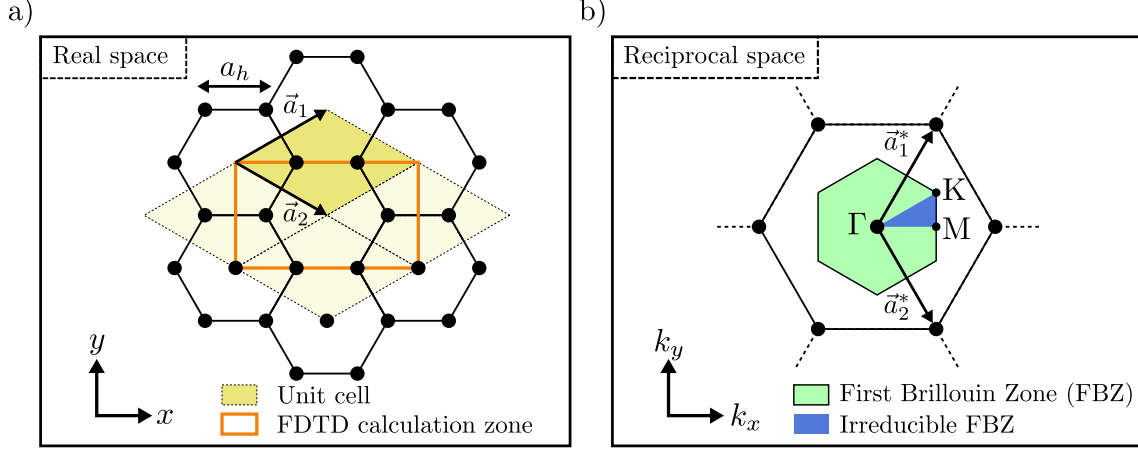 a)
Real space
a_h
a⃗₁
a⃗₂
y
x
Unit cell
FDTD calculation zone
b)
Reciprocal space
a⃗₁*
K
Γ
M
a⃗₂*
k_y
k_x
First Brillouin Zone (FBZ)
Irreducible FBZ